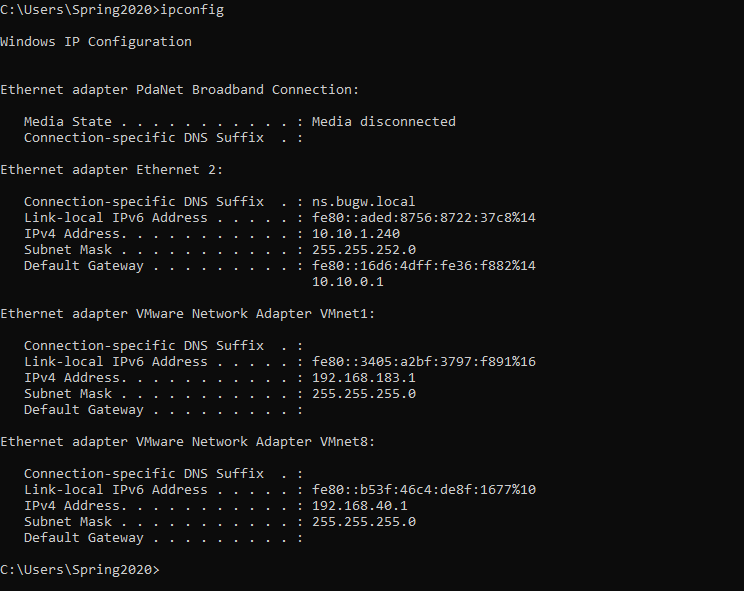 C:\Users\Spring2020>ipconfig
Windows IP Configuration
Ethernet adapter PdaNet Broadband Connection:
   Media State . . . . . . . . . . . : Media disconnected
   Connection-specific DNS Suffix  . :
Ethernet adapter Ethernet 2:
   Connection-specific DNS Suffix  . : ns.bugw.local
   Link-local IPv6 Address . . . . . : fe80::aded:8756:8722:37c8%14
   IPv4 Address. . . . . . . . . . . : 10.10.1.240
   Subnet Mask . . . . . . . . . . . : 255.255.252.0
   Default Gateway . . . . . . . . . : fe80::16d6:4dff:fe36:f882%14
                                       10.10.0.1
Ethernet adapter VMware Network Adapter VMnet1:
   Connection-specific DNS Suffix  . :
   Link-local IPv6 Address . . . . . : fe80::3405:a2bf:3797:f891%16
   IPv4 Address. . . . . . . . . . . : 192.168.183.1
   Subnet Mask . . . . . . . . . . . : 255.255.255.0
   Default Gateway . . . . . . . . . :
Ethernet adapter VMware Network Adapter VMnet8:
   Connection-specific DNS Suffix  . :
   Link-local IPv6 Address . . . . . : fe80::b53f:46c4:de8f:1677%10
   IPv4 Address. . . . . . . . . . . : 192.168.40.1
   Subnet Mask . . . . . . . . . . . : 255.255.255.0
   Default Gateway . . . . . . . . . :
C:\Users\Spring2020>